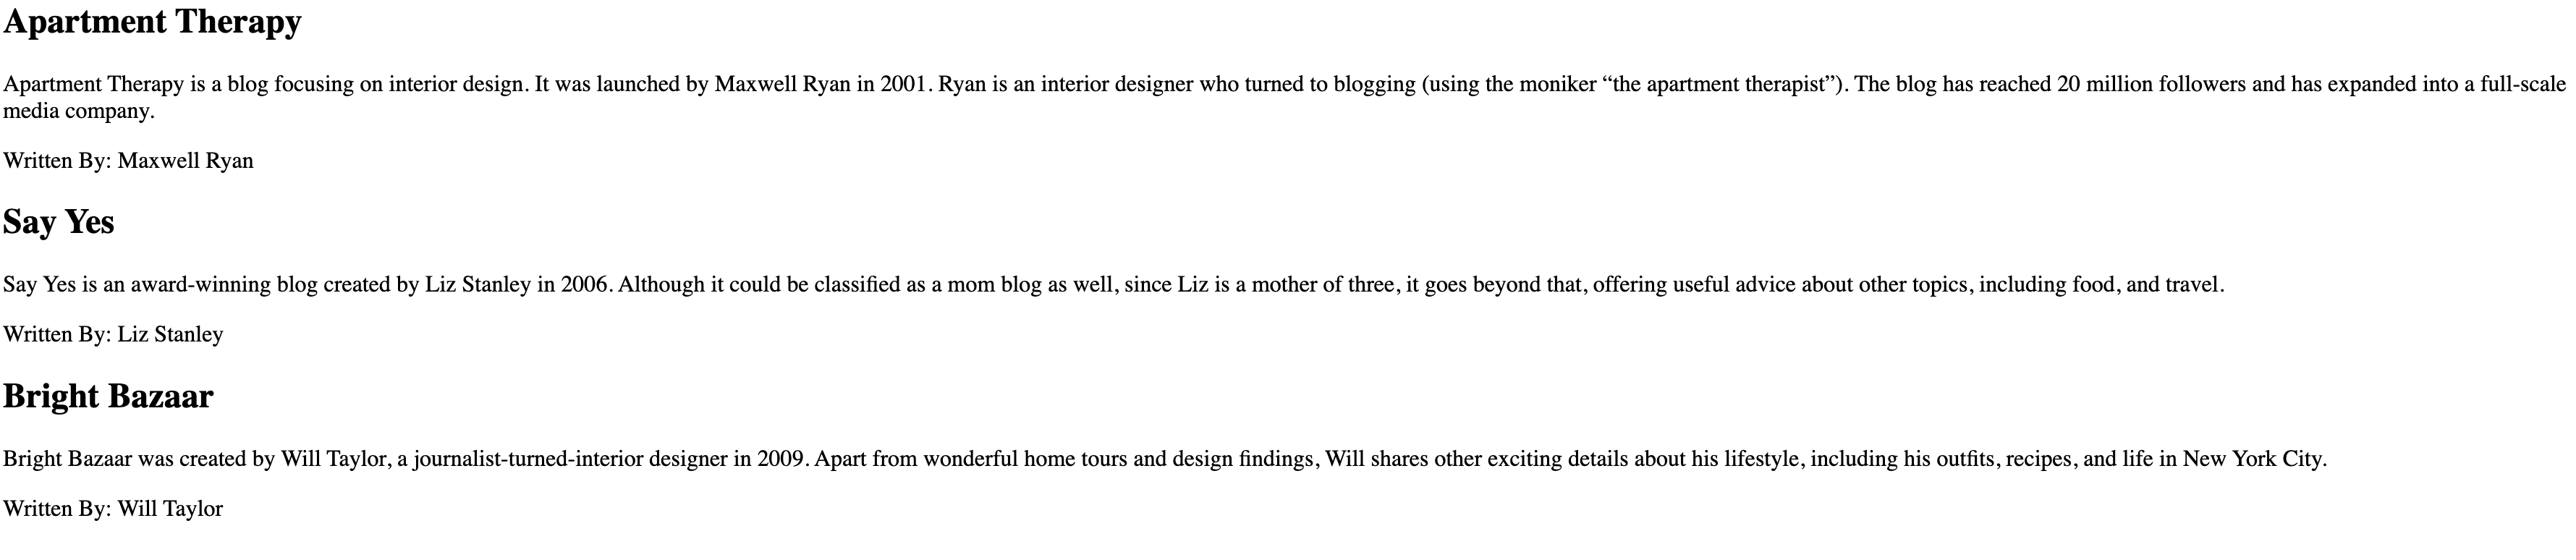 Apartment Therapy
Apartment Therapy is a blog focusing on interior design. It was launched by Maxwell Ryan in 2001. Ryan is an interior designer who turned to blogging (using the moniker “the apartment therapist”). The blog has reached 20 million followers and has expanded into a full-scale
media company.
Written By: Maxwell Ryan
Say Yes
Say Yes is an award-winning blog created by Liz Stanley in 2006. Although it could be classified as a mom blog as well, since Liz is a mother of three, it goes beyond that, offering useful advice about other topics, including food, and travel.
Written By: Liz Stanley
Bright Bazaar
Bright Bazaar was created by Will Taylor, a journalist-turned-interior designer in 2009. Apart from wonderful home tours and design findings, Will shares other exciting details about his lifestyle, including his outfits, recipes, and life in New York City.
Written By: Will Taylor